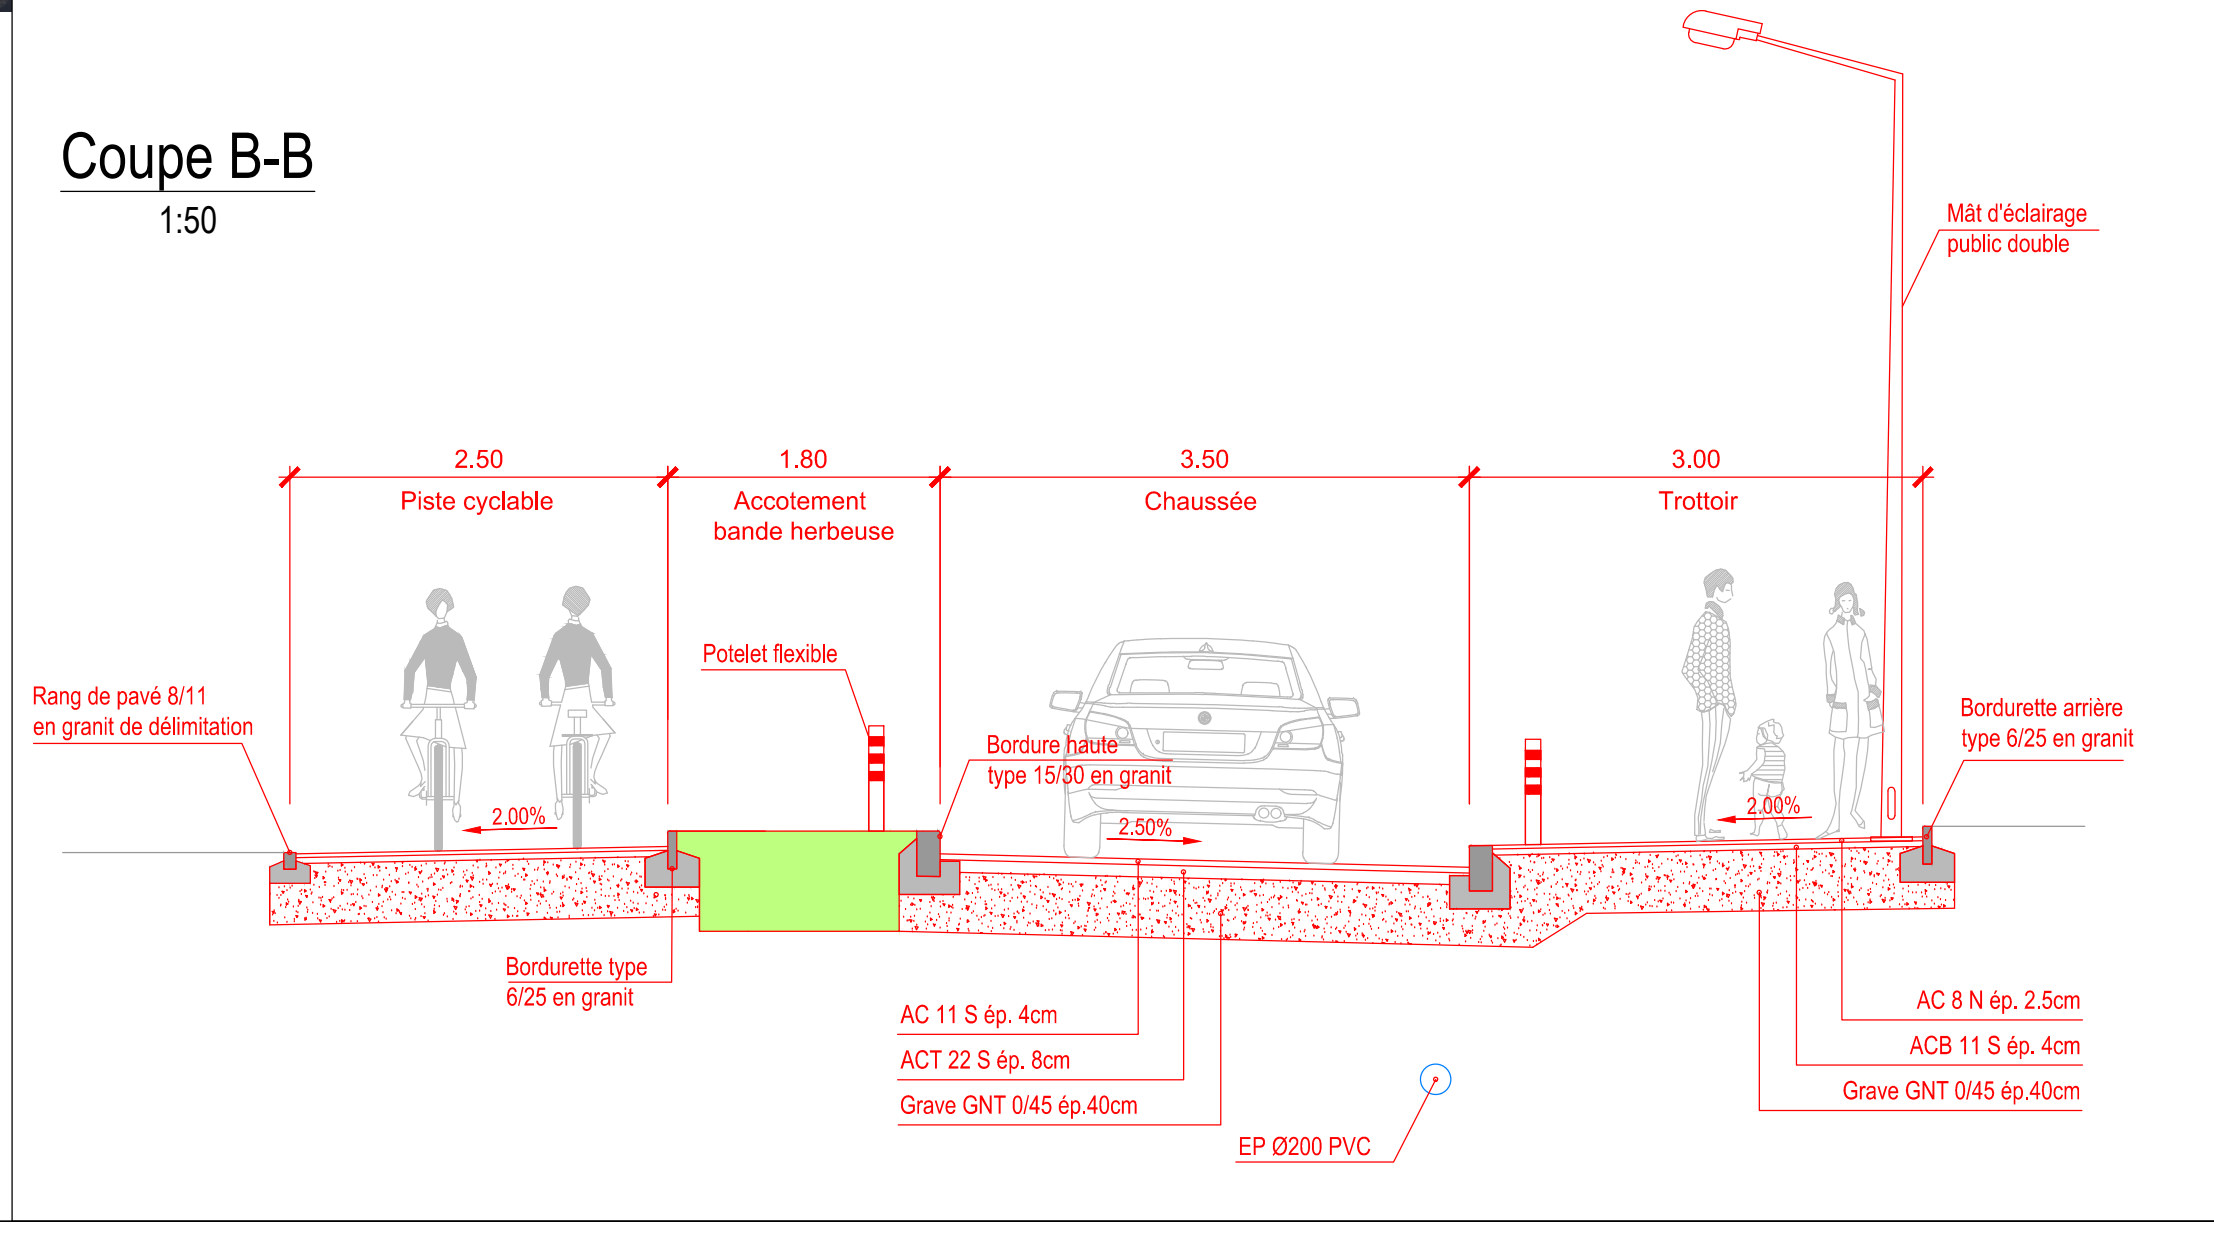 Coupe B-B
1:50
Mât d'éclairage
public double
2.50
1.80
3.50
3.00
Piste cyclable
Accotement
bande herbeuse
Chaussée
Trottoir
Potelet flexible
Rang de pavé 8/11
en granit de délimitation
Bordure haute
type 15/30 en granit
Bordurette arrière
type 6/25 en granit
2.00%
2.50%
2.00%
Bordurette type
6/25 en granit
AC 11 S ép. 4cm
ACT 22 S ép. 8cm
Grave GNT 0/45 ép.40cm
AC 8 N ép. 2.5cm
ACB 11 S ép. 4cm
Grave GNT 0/45 ép.40cm
EP Ø200 PVC